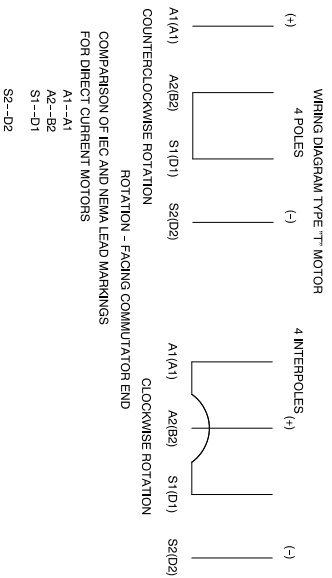 WIRING DIAGRAM TYPE "T" MOTOR
4 POLES
4 INTERPOLES
(+)
(-)
(+)
(-)
A1(A1)
A2(B2)
S1(D1)
S2(D2)
A1(A1)
A2(B2)
S1(D1)
S2(D2)
COUNTERCLOCKWISE ROTATION
CLOCKWISE ROTATION
ROTATION - FACING COMMUTATOR END
COMPARISON OF IEC AND NEMA LEAD MARKINGS
FOR DIRECT CURRENT MOTORS
A1--A1
A2--B2
S1--D1
S2--D2